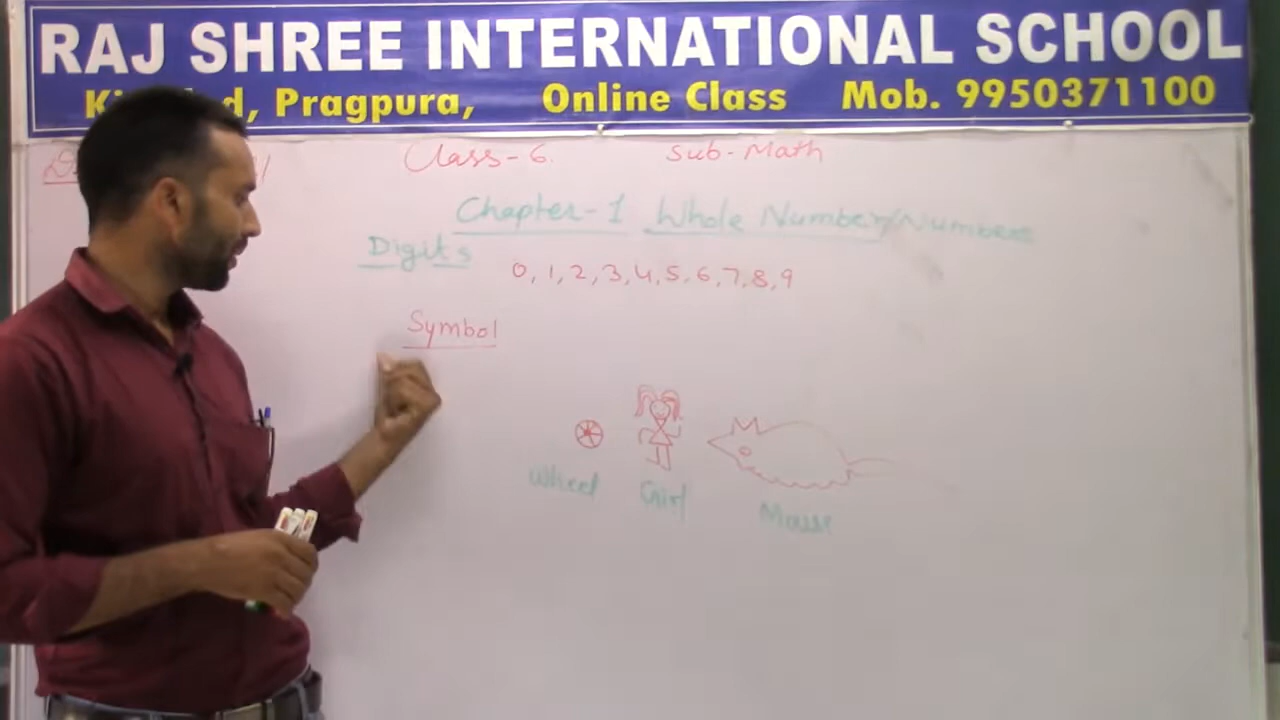 RAJ SHREE INTERNATIONAL SCHOOL
Pragpura, Online Class Mob. 9950371100
Class-6. Sub-Math
Chapter-1 Whole Number/Numbers
Digits
0, 1, 2, 3, 4, 5, 6, 7, 8, 9
Symbol
Wheel Girl Mouse